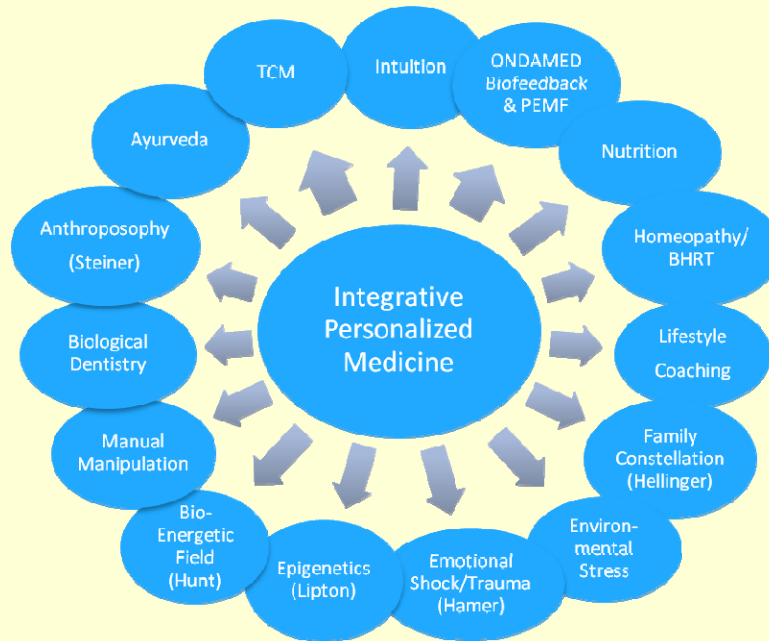 Integrative
Personalized
Medicine
Intuition
ONDAMED
Biofeedback
& PEMF
Nutrition
Homeopathy/
BHRT
Lifestyle
Coaching
Family
Constellation
(Hellinger)
Environ-
mental
Stress
Emotional
Shock/Trauma
(Hamer)
Epigenetics
(Lipton)
Bio-
Energetic
Field
(Hunt)
Manual
Manipulation
Biological
Dentistry
Anthroposophy
(Steiner)
Ayurveda
TCM